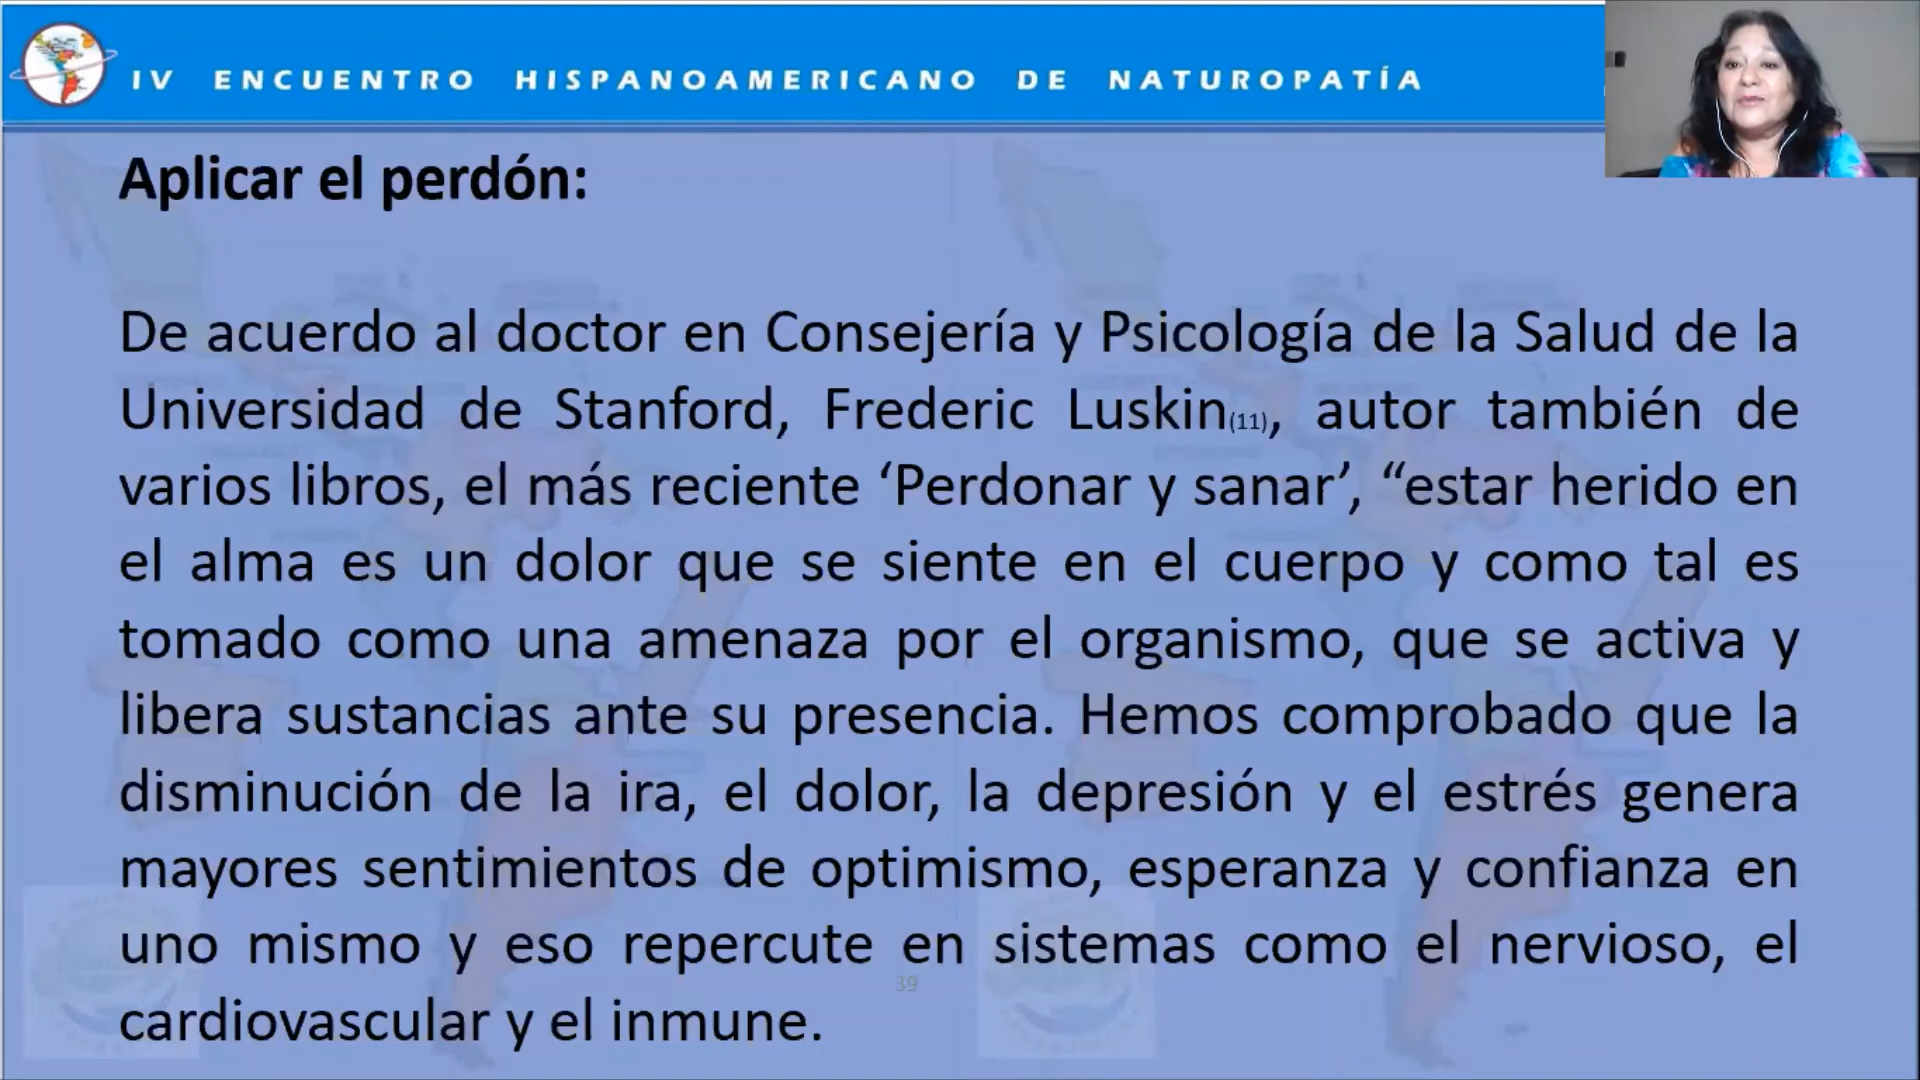 IV ENCUENTRO HISPANOAMERICANO DE NATUROPATÍA
Aplicar el perdón:
De acuerdo al doctor en Consejería y Psicología de la Salud de la
Universidad de Stanford, Frederic Luskin(11), autor también de
varios libros, el más reciente ‘Perdonar y sanar’, “estar herido en
el alma es un dolor que se siente en el cuerpo y como tal es
tomado como una amenaza por el organismo, que se activa y
libera sustancias ante su presencia. Hemos comprobado que la
disminución de la ira, el dolor, la depresión y el estrés genera
mayores sentimientos de optimismo, esperanza y confianza en
uno mismo y eso repercute en sistemas como el nervioso, el
cardiovascular y el inmune.
39